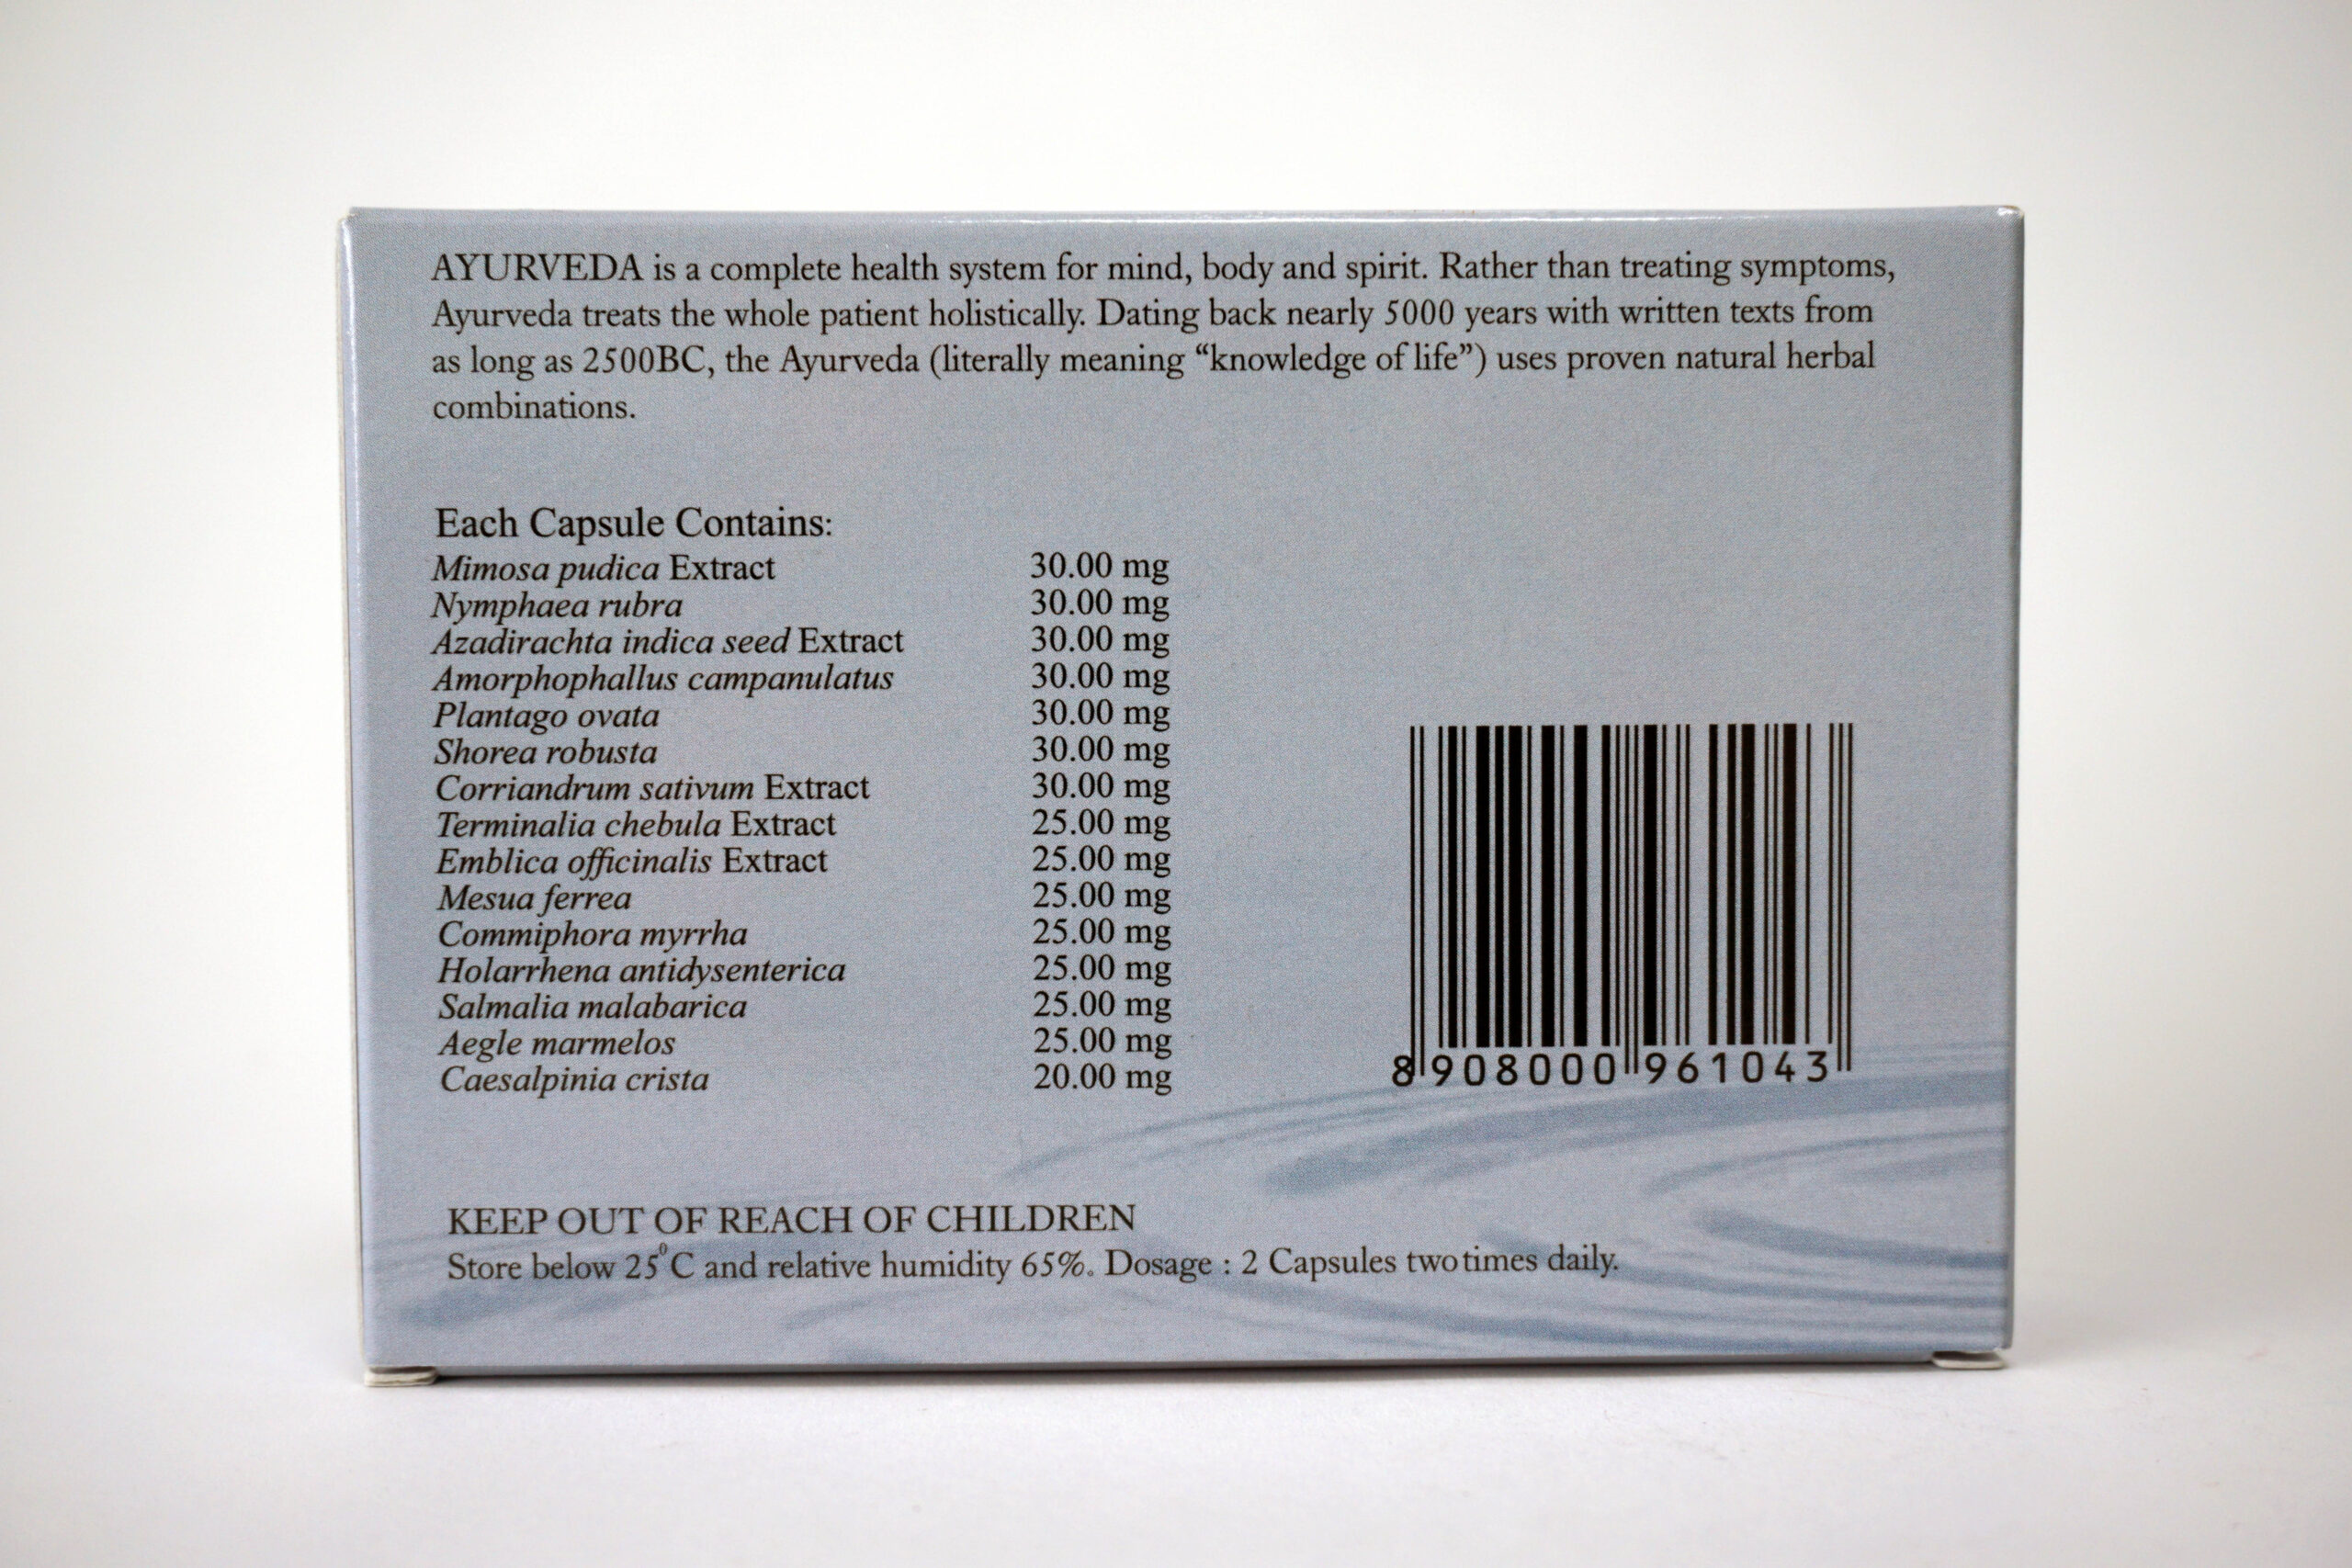 AYURVEDA is a complete health system for mind, body and spirit. Rather than treating symptoms,
Ayurveda treats the whole patient holistically. Dating back nearly 5000 years with written texts from
as long as 2500BC, the Ayurveda (literally meaning “knowledge of life”) uses proven natural herbal
combinations.
Each Capsule Contains:
Mimosa pudica Extract 30.00 mg
Nymphaea rubra 30.00 mg
Azadirachta indica seed Extract 30.00 mg
Amorphophallus campanulatus 30.00 mg
Plantago ovata 30.00 mg
Shorea robusta 30.00 mg
Corriandrum sativum Extract 30.00 mg
Terminalia chebula Extract 25.00 mg
Emblica officinalis Extract 25.00 mg
Mesua ferrea 25.00 mg
Commiphora myrrha 25.00 mg
Holarrhena antidysenterica 25.00 mg
Salmalia malabarica 25.00 mg
Aegle marmelos 25.00 mg
Caesalpinia crista 20.00 mg
8 908000 961043
KEEP OUT OF REACH OF CHILDREN
Store below 25°C and relative humidity 65%. Dosage : 2 Capsules two times daily.